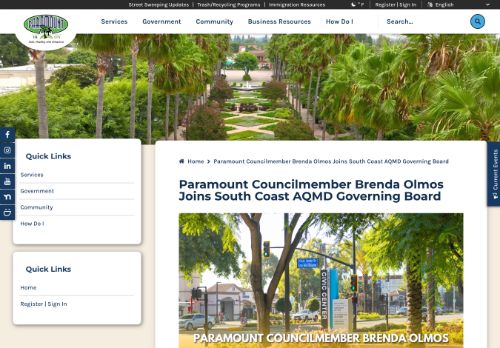 Street Sweeping Updates | Trash/Recycling Programs | Immigration Resources
° F
Register | Sign In
English
PARAMOUNT
Services
Government
Community
Business Resources
How Do I
Search...
Current Events
Quick Links
Services
Government
Community
How Do I
Quick Links
Home
Register | Sign In
Home > Paramount Councilmember Brenda Olmos Joins South Coast AQMD Governing Board
Paramount Councilmember Brenda Olmos
Joins South Coast AQMD Governing Board
CIVIC CENTER
PARAMOUNT COUNCILMEMBER BRENDA OLMOS